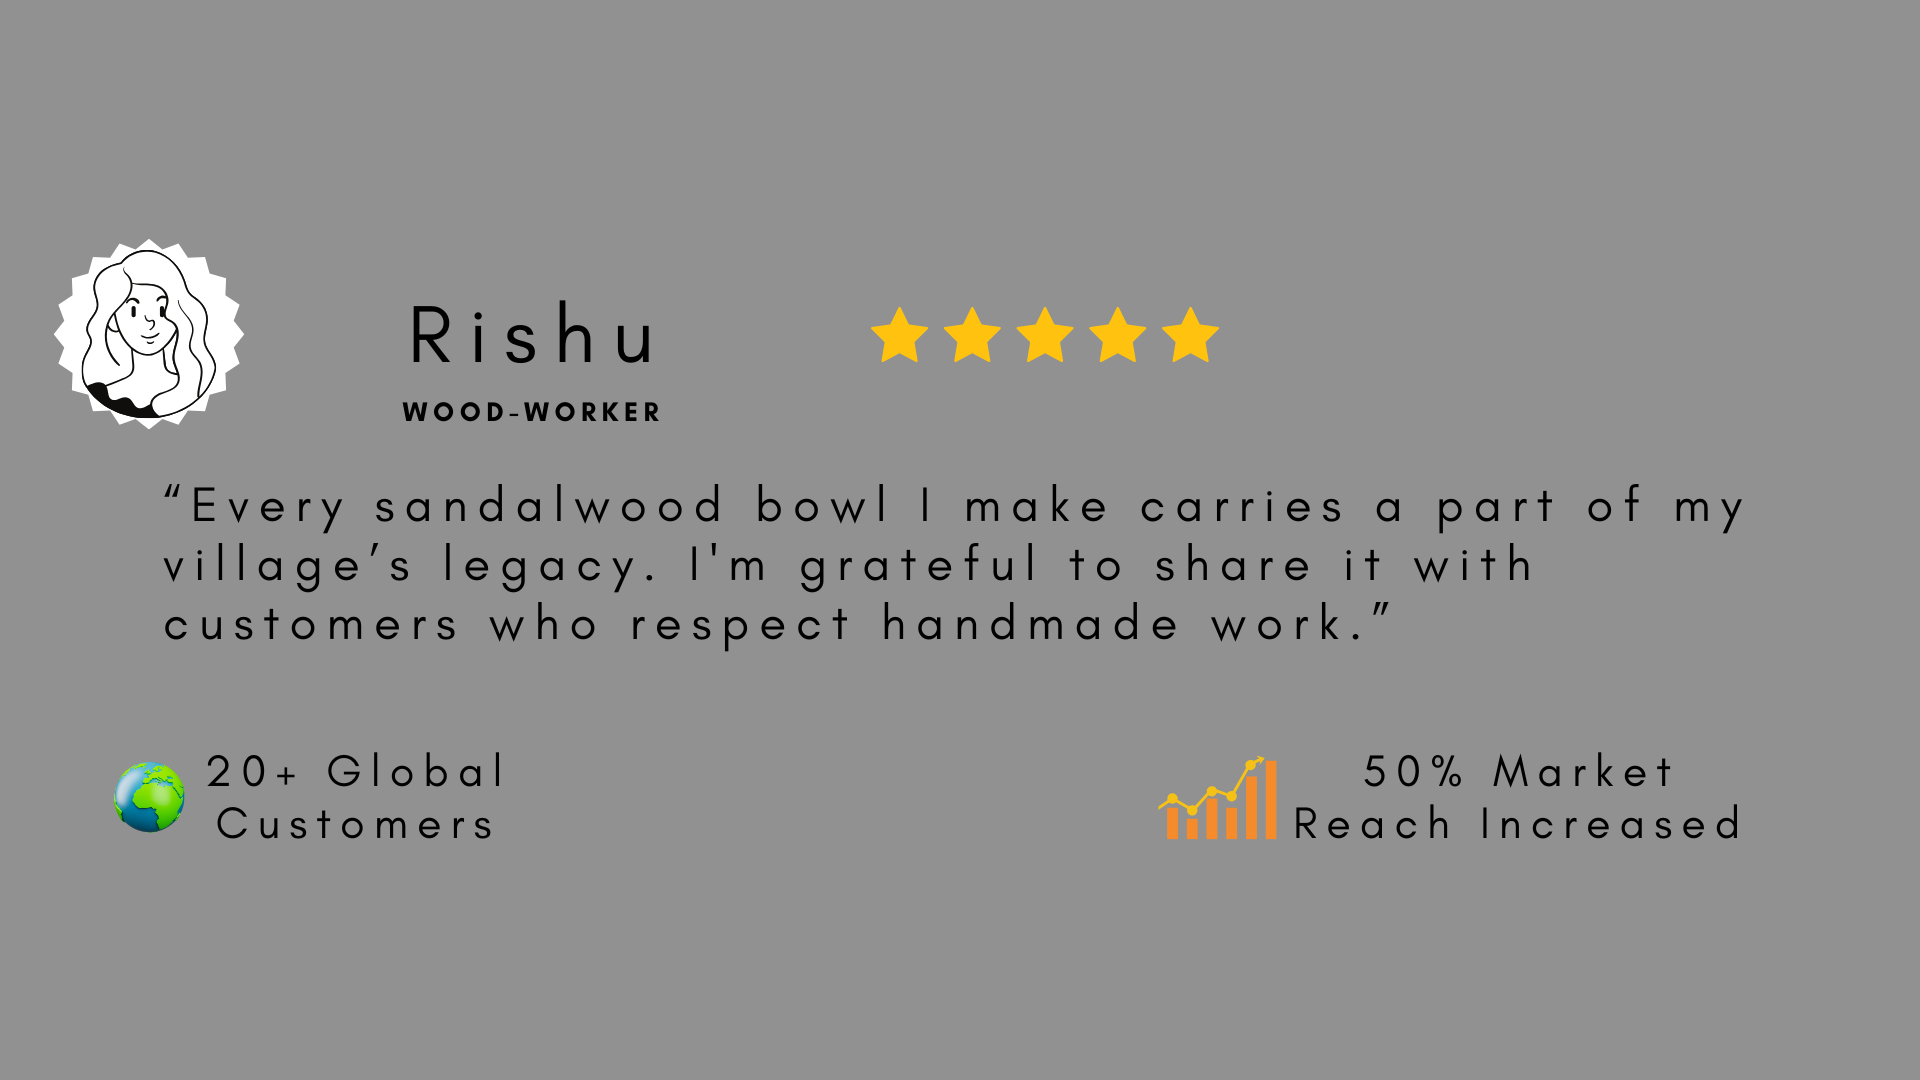 Rishu
WOOD-WORKER
“Every sandalwood bowl I make carries a part of my
village’s legacy. I'm grateful to share it with
customers who respect handmade work.”
20+ Global
Customers
50% Market
Reach Increased